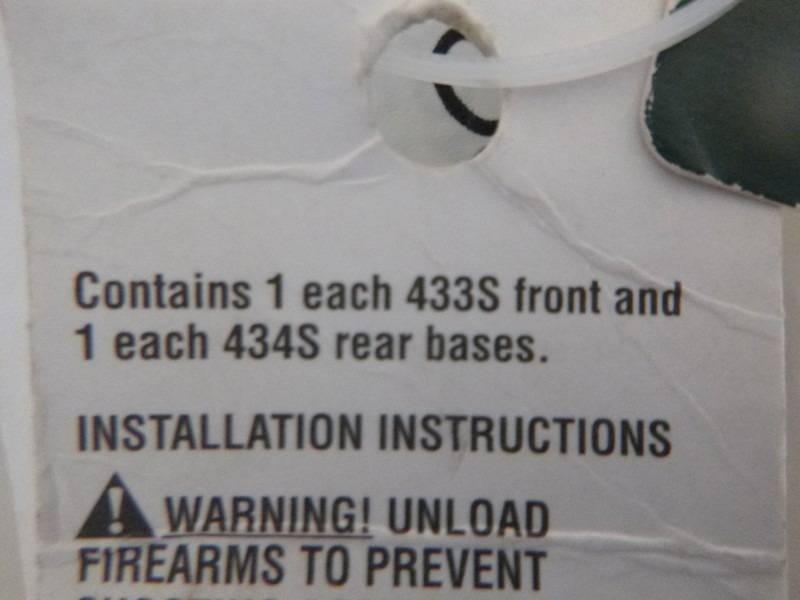 Contains 1 each 433S front and
1 each 434S rear bases.
INSTALLATION INSTRUCTIONS
WARNING! UNLOAD
FIREARMS TO PREVENT